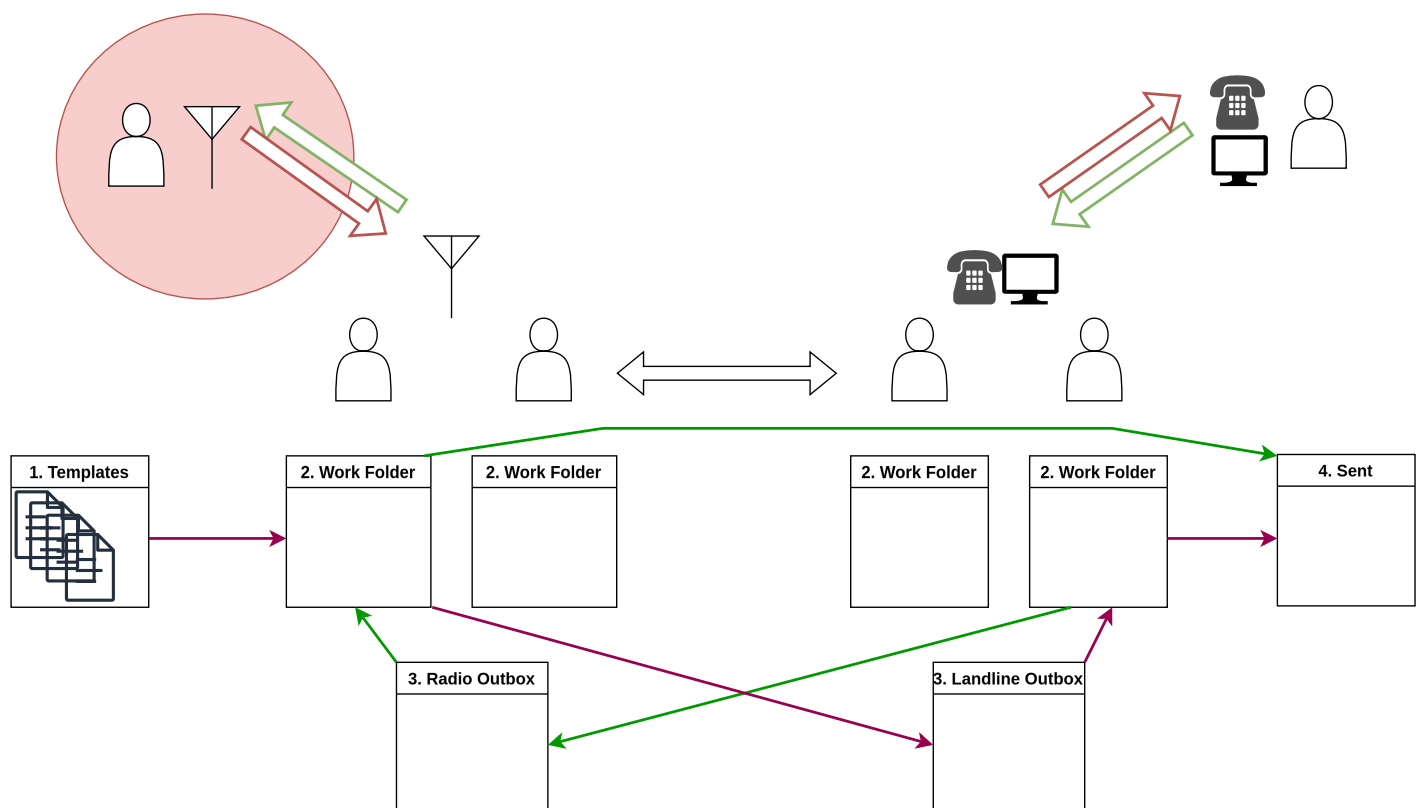 1. Templates
2. Work Folder
2. Work Folder
2. Work Folder
2. Work Folder
4. Sent
3. Radio Outbox
3. Landline Outbox